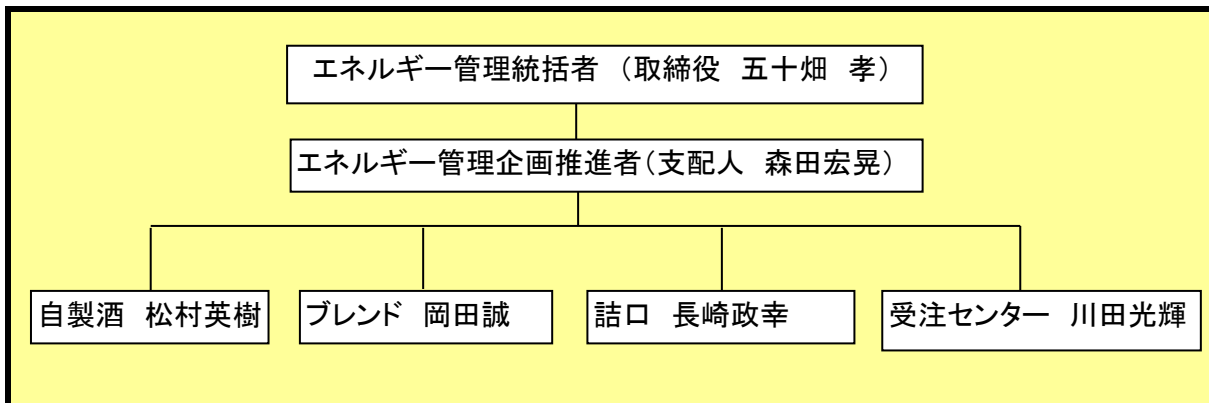 エネルギー管理統括者 （取締役 五十畑 孝）
エネルギー管理企画推進者（支配人 森田宏晃）
自製酒 松村英樹
ブレンド 岡田誠
詰口 長崎政幸
受注センター 川田光輝